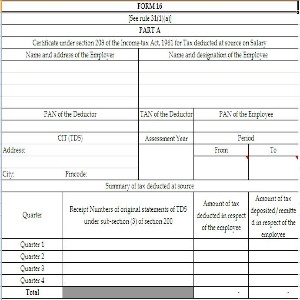 FORM 16
[See rule 31(1)(a)]
PART A
Certificate under section 203 of the Income-tax Act, 1961 for Tax deducted at source on Salary
Name and address of the Employer
Name and designation of the Employee
PAN of the Deductor
TAN of the Deductor
PAN of the Employee
CIT (TDS)
Assessment Year
Period
Address:
From
To
City:
Pincode:
Summary of tax deducted at source
Quarter
Receipt Numbers of original statements of TDS
under sub-section (3) of section 200
Amount of tax
deducted in respect
of the employee
Amount of tax
deposited / remitte
d in respect of the
employee
Quarter 1
Quarter 2
Quarter 3
Quarter 4
Total
-
-